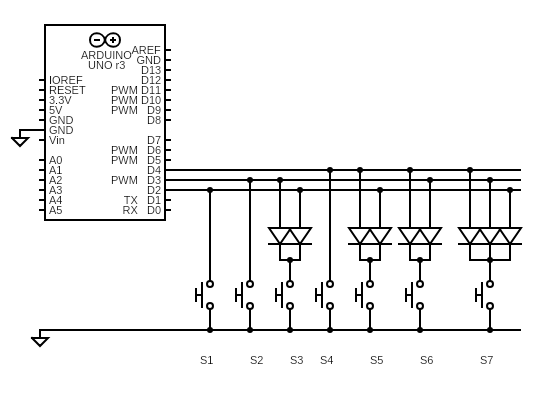 ARDUINO
UNO r3
AREF
GND
D13
D12
IOREF
RESET PWM D11
3.3V PWM D10
5V PWM D9
GND D8
GND
Vin D7
PWM D6
A0 PWM D5
A1 D4
A2 PWM D3
A3 D2
A4 TX D1
A5 RX D0
S1 S2 S3 S4 S5 S6 S7